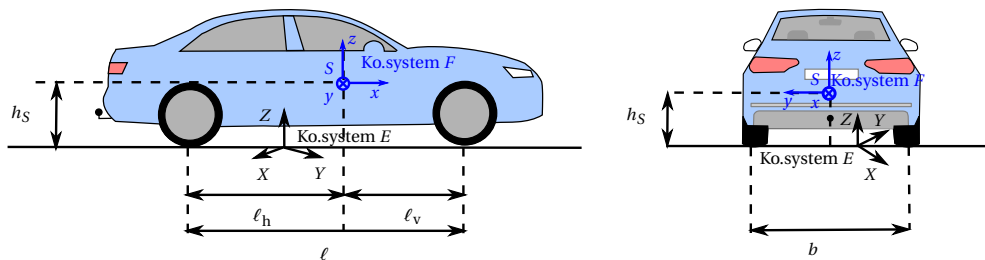 z
S
Ko.system F
y
x
h_S
Z
Ko.system E
X
Y
ℓ_h
ℓ_v
ℓ
z
S
Ko.system F
y
x
h_S
Z
Y
Ko.system E
X
b